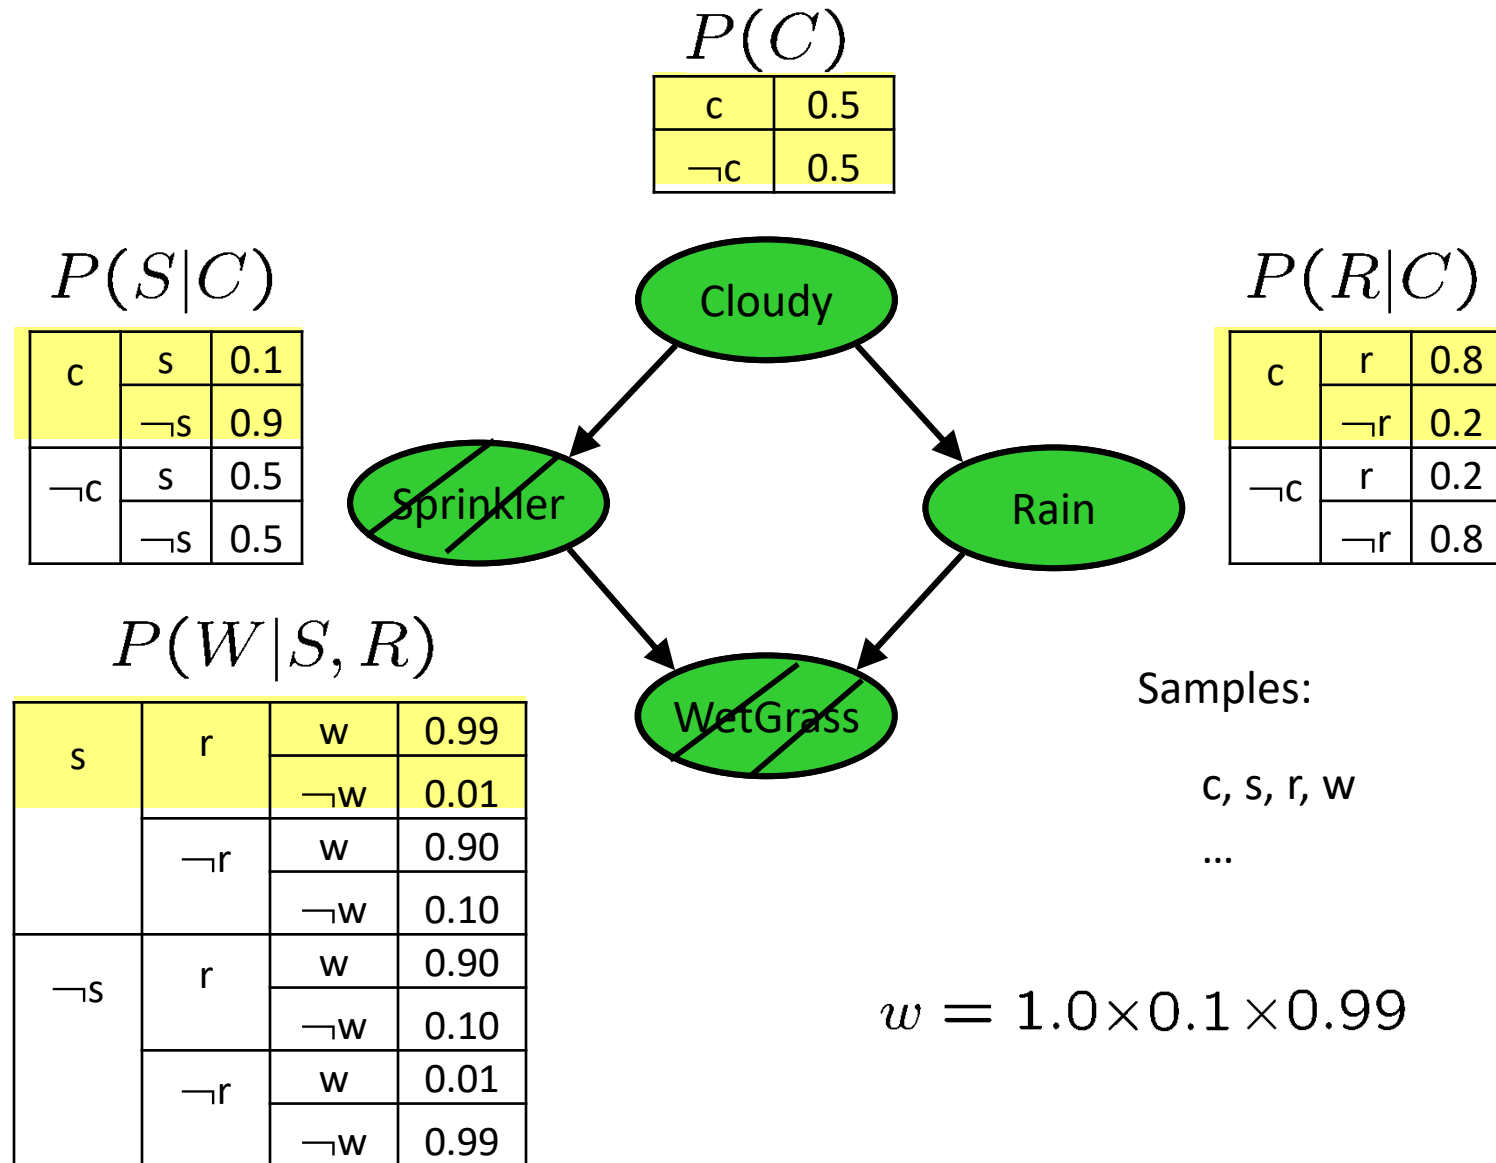 P(C)
c 0.5
¬c 0.5
P(S|C)
c s 0.1
¬s 0.9
¬c s 0.5
¬s 0.5
Cloudy
P(R|C)
c r 0.8
¬r 0.2
¬c r 0.2
¬r 0.8
Sprinkler
Rain
P(W|S, R)
s r w 0.99
¬w 0.01
¬r w 0.90
¬w 0.10
¬s r w 0.90
¬w 0.10
¬r w 0.01
¬w 0.99
WetGrass
Samples:
c, s, r, w
...
w = 1.0×0.1×0.99